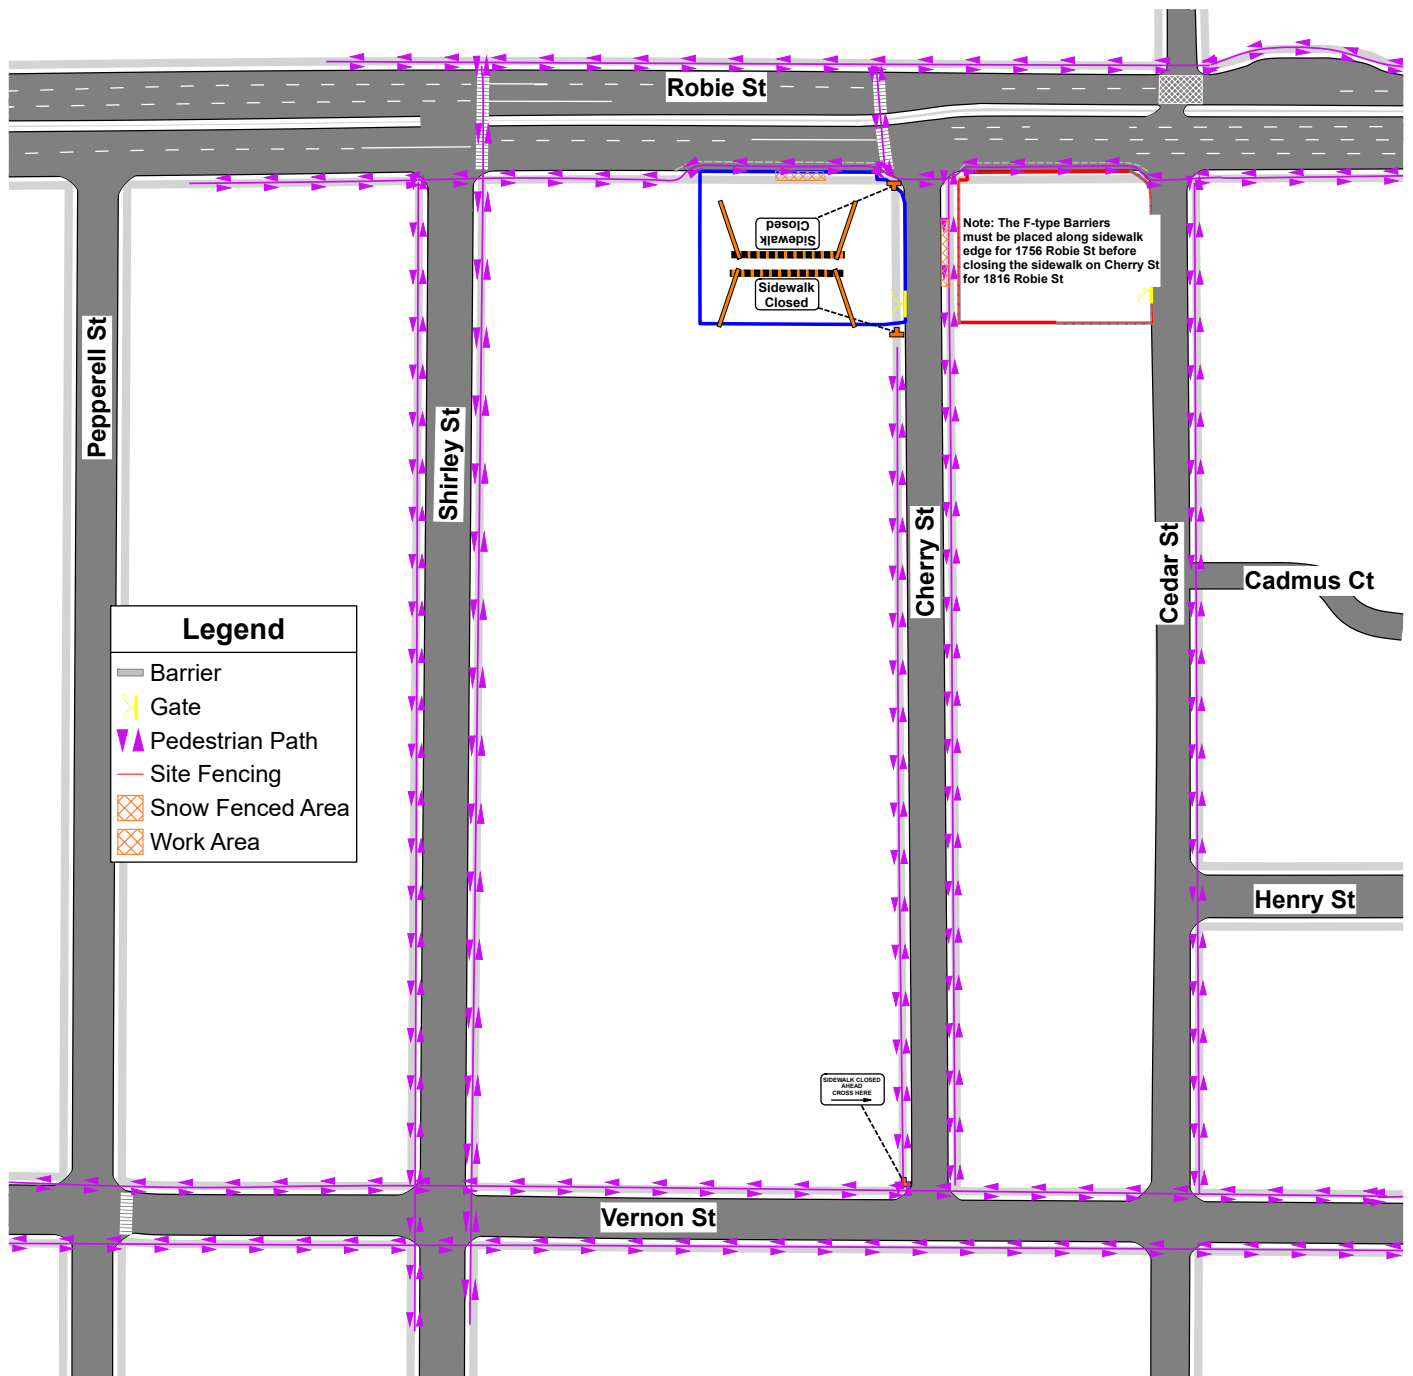 Robie St
Sidewalk
Closed
Note: The F-type Barriers
must be placed along sidewalk
edge for 1756 Robie St before
closing the sidewalk on Cherry St
for 1816 Robie St
Sidewalk
Closed
Pepperell St
Shirley St
Cherry St
Cedar St
Cadmus Ct
Legend
Barrier
Gate
Pedestrian Path
Site Fencing
Snow Fenced Area
Work Area
Henry St
SIDEWALK CLOSED
AHEAD
CROSS HERE
Vernon St